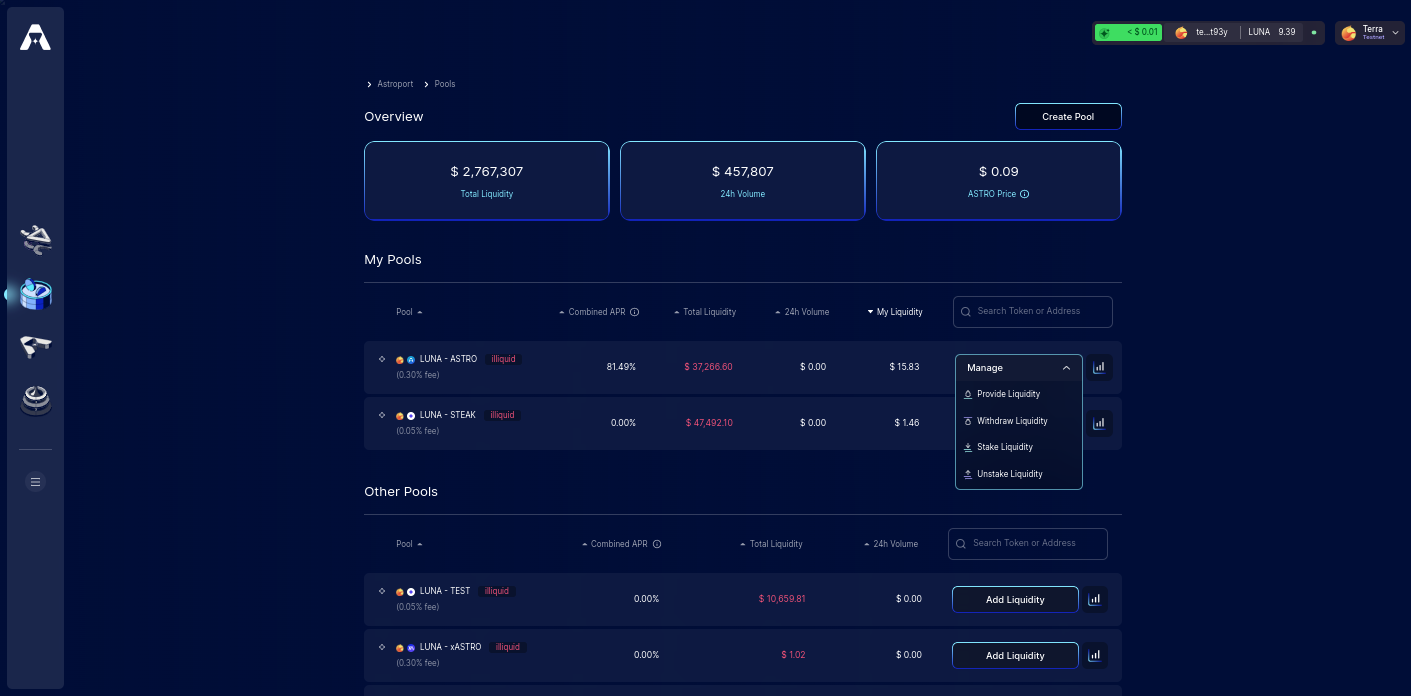 < $ 0.01
te...t93y
LUNA 9.39
Terra
Testnet
Astroport
Pools
Overview
Create Pool
$ 2,767,307
Total Liquidity
$ 457,807
24h Volume
$ 0.09
ASTRO Price
My Pools
Pool
Combined APR
Total Liquidity
24h Volume
My Liquidity
Search Token or Address
LUNA - ASTRO illiquid
(0.30% fee)
81.49%
$ 37,266.60
$ 0.00
$ 15.83
LUNA - STEAK illiquid
(0.05% fee)
0.00%
$ 47,492.10
$ 0.00
$ 1.46
Manage
Provide Liquidity
Withdraw Liquidity
Stake Liquidity
Unstake Liquidity
Other Pools
Pool
Combined APR
Total Liquidity
24h Volume
Search Token or Address
LUNA - TEST illiquid
(0.05% fee)
0.00%
$ 10,659.81
$ 0.00
Add Liquidity
LUNA - xASTRO illiquid
(0.30% fee)
0.00%
$ 1.02
$ 0.00
Add Liquidity